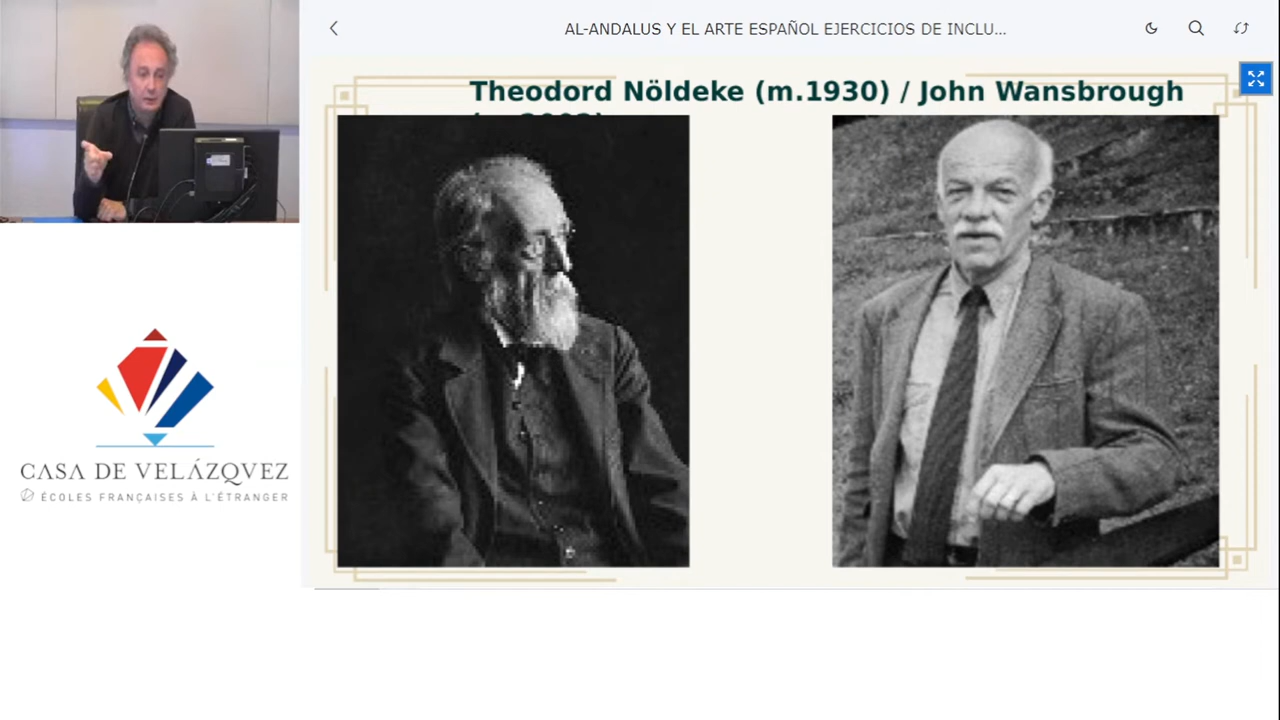 AL-ANDALUS Y EL ARTE ESPAÑOL EJERCICIOS DE INCLU...
Theodord Nöldeke (m.1930) / John Wansbrough
CASA DE VELÁZQVEZ
ÉCOLES FRANÇAISES À L'ÉTRANGER